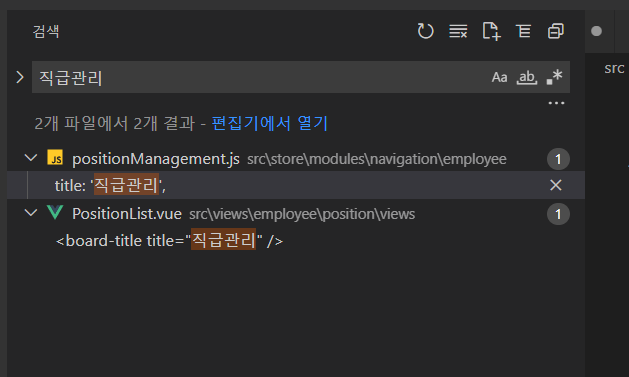 검색
직급관리 Aa ab
2개 파일에서 2개 결과 - 편집기에서 열기
JS positionManagement.js src\store\modules\navigation\employee 1
title: '직급관리',
PositionList.vue src\views\employee\position\views 1
<board-title title="직급관리" />
src